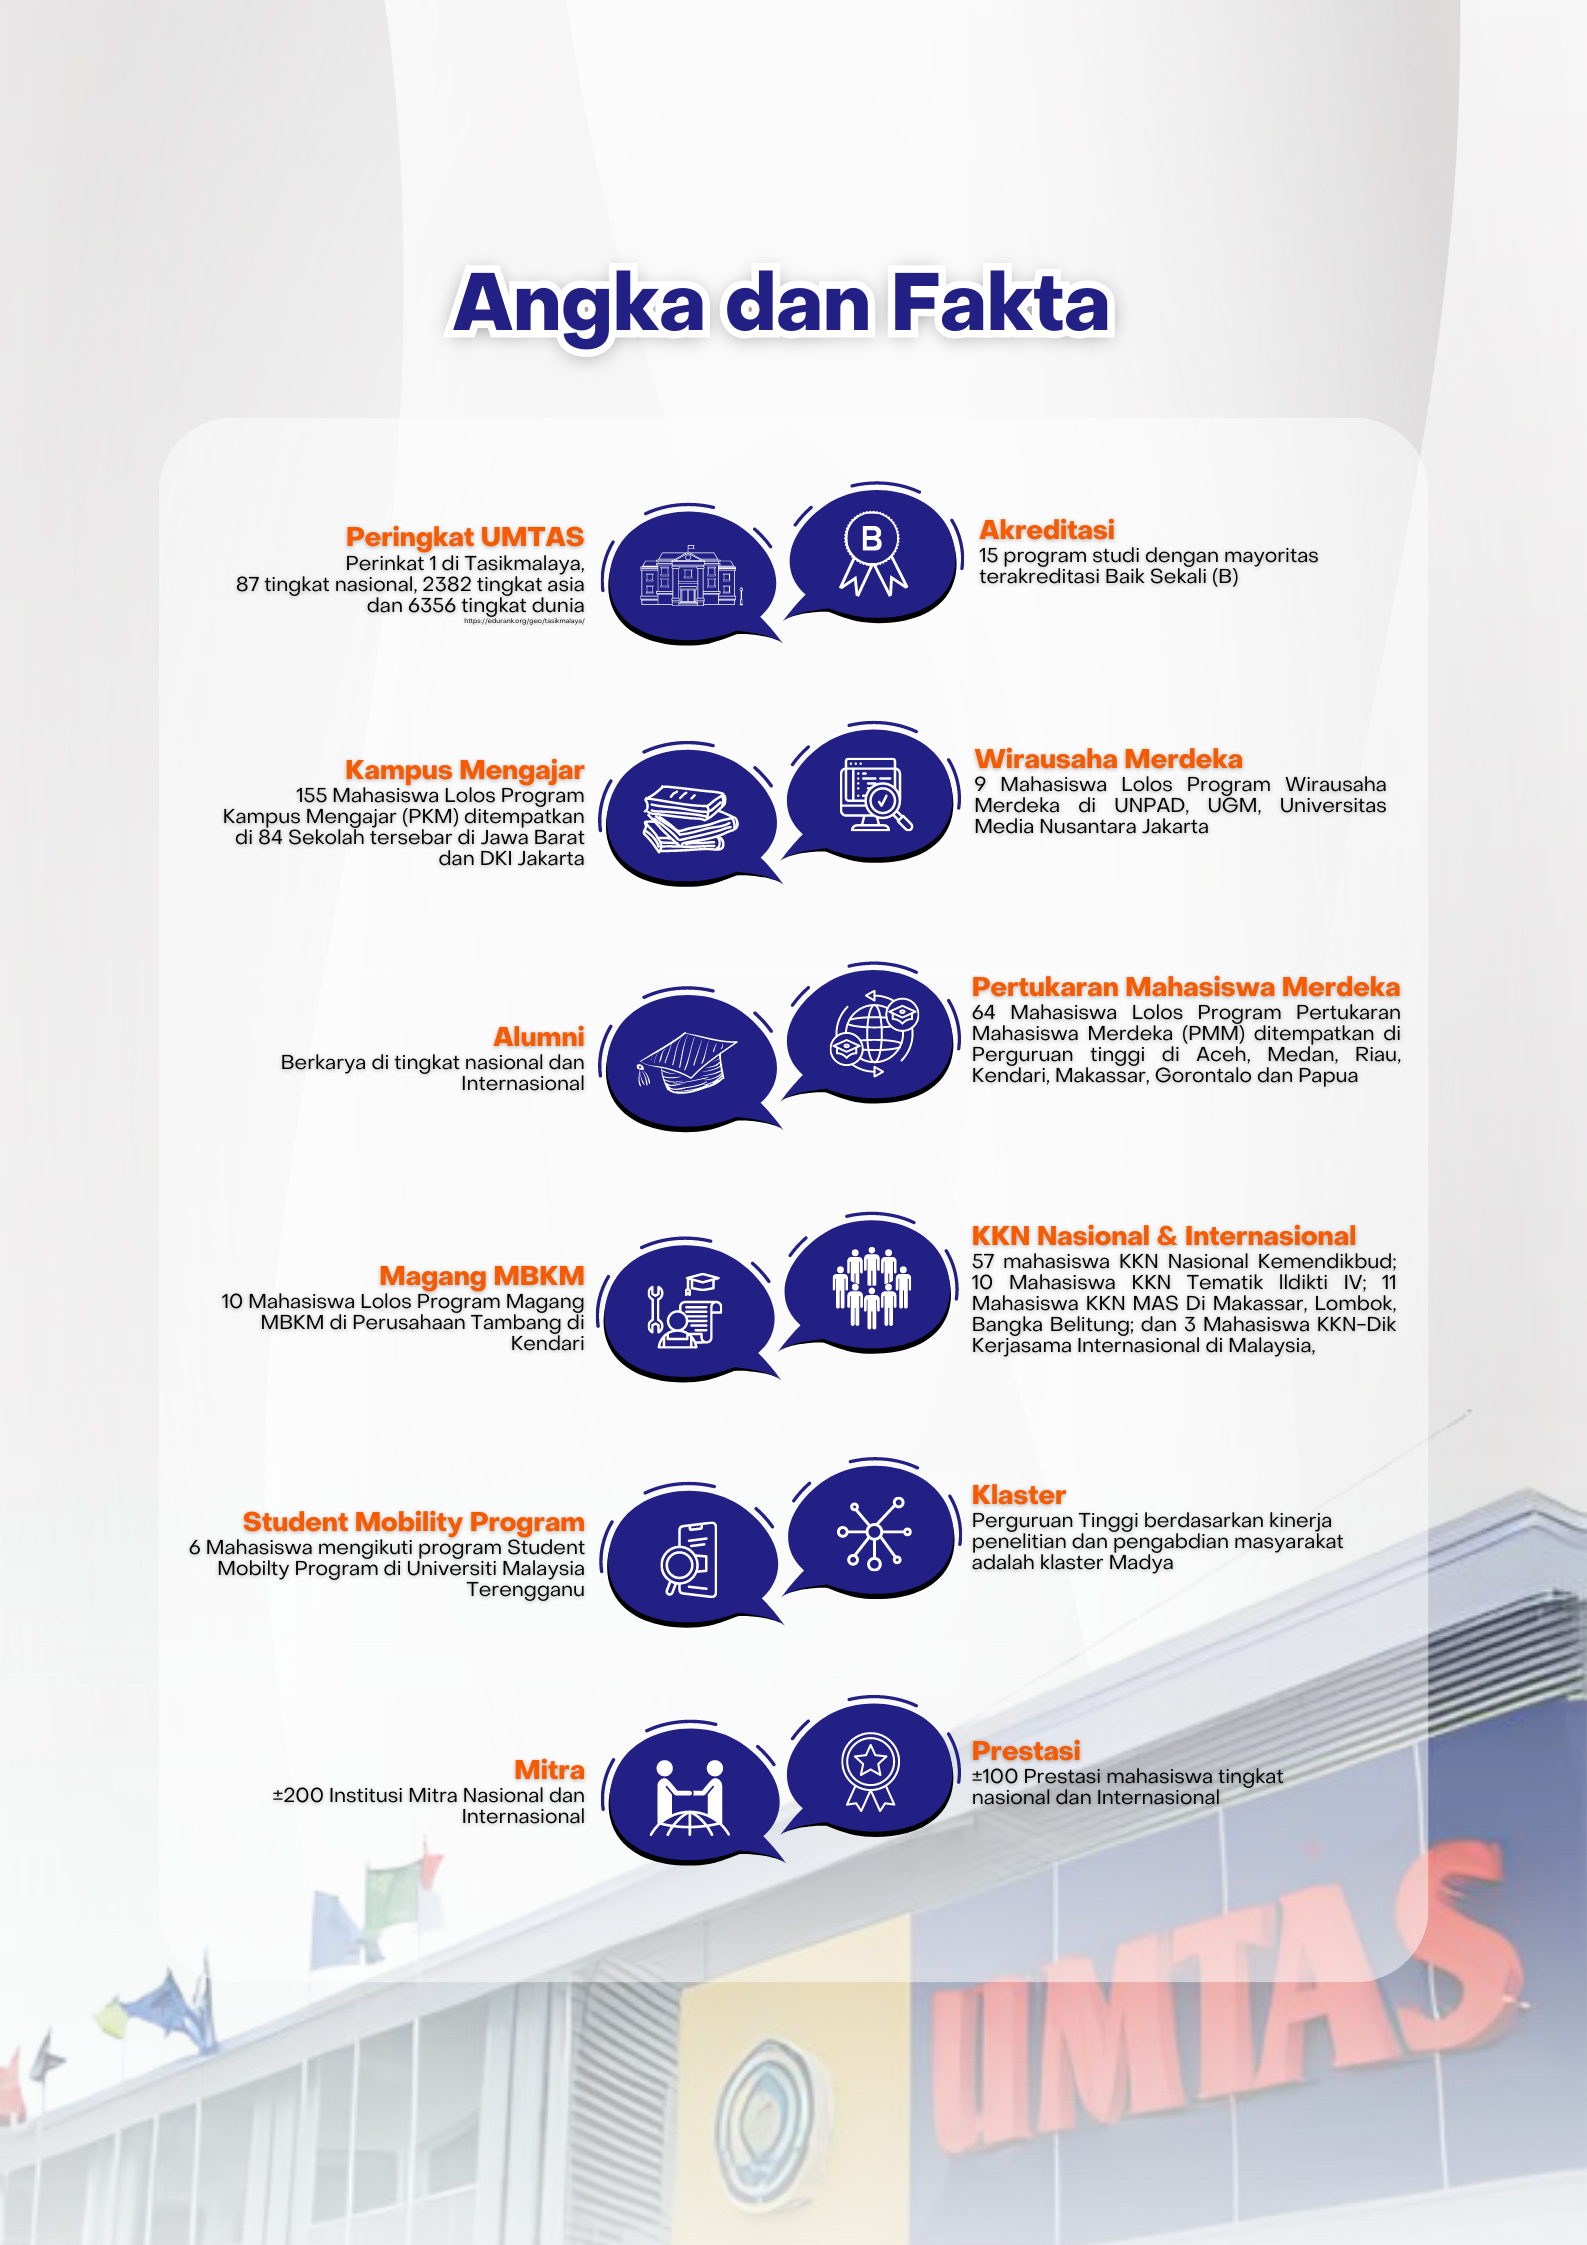 Angka dan Fakta
Peringkat UMTAS
Perinkat 1 di Tasikmalaya,
87 tingkat nasional, 2382 tingkat asia
dan 6356 tingkat dunia
https://edurank.org/geo/tasikmalaya/
B
Akreditasi
15 program studi dengan mayoritas
terakreditasi Baik Sekali (B)
Kampus Mengajar
155 Mahasiswa Lolos Program
Kampus Mengajar (PKM) ditempatkan
di 84 Sekolah tersebar di Jawa Barat
dan DKI Jakarta
Wirausaha Merdeka
9 Mahasiswa Lolos Program Wirausaha
Merdeka di UNPAD, UGM, Universitas
Media Nusantara Jakarta
Alumni
Berkarya di tingkat nasional dan
Internasional
Pertukaran Mahasiswa Merdeka
64 Mahasiswa Lolos Program Pertukaran
Mahasiswa Merdeka (PMM) ditempatkan di
Perguruan tinggi di Aceh, Medan, Riau,
Kendari, Makassar, Gorontalo dan Papua
Magang MBKM
10 Mahasiswa Lolos Program Magang
MBKM di Perusahaan Tambang di
Kendari
KKN Nasional & Internasional
57 mahasiswa KKN Nasional Kemendikbud;
10 Mahasiswa KKN Tematik lldikti IV; 11
Mahasiswa KKN MAS Di Makassar, Lombok,
Bangka Belitung; dan 3 Mahasiswa KKN-Dik
Kerjasama Internasional di Malaysia,
Student Mobility Program
6 Mahasiswa mengikuti program Student
Mobilty Program di Universiti Malaysia
Terengganu
Klaster
Perguruan Tinggi berdasarkan kinerja
penelitian dan pengabdian masyarakat
adalah klaster Madya
Mitra
±200 Institusi Mitra Nasional dan
Internasional
Prestasi
±100 Prestasi mahasiswa tingkat
nasional dan Internasional
UMTAS